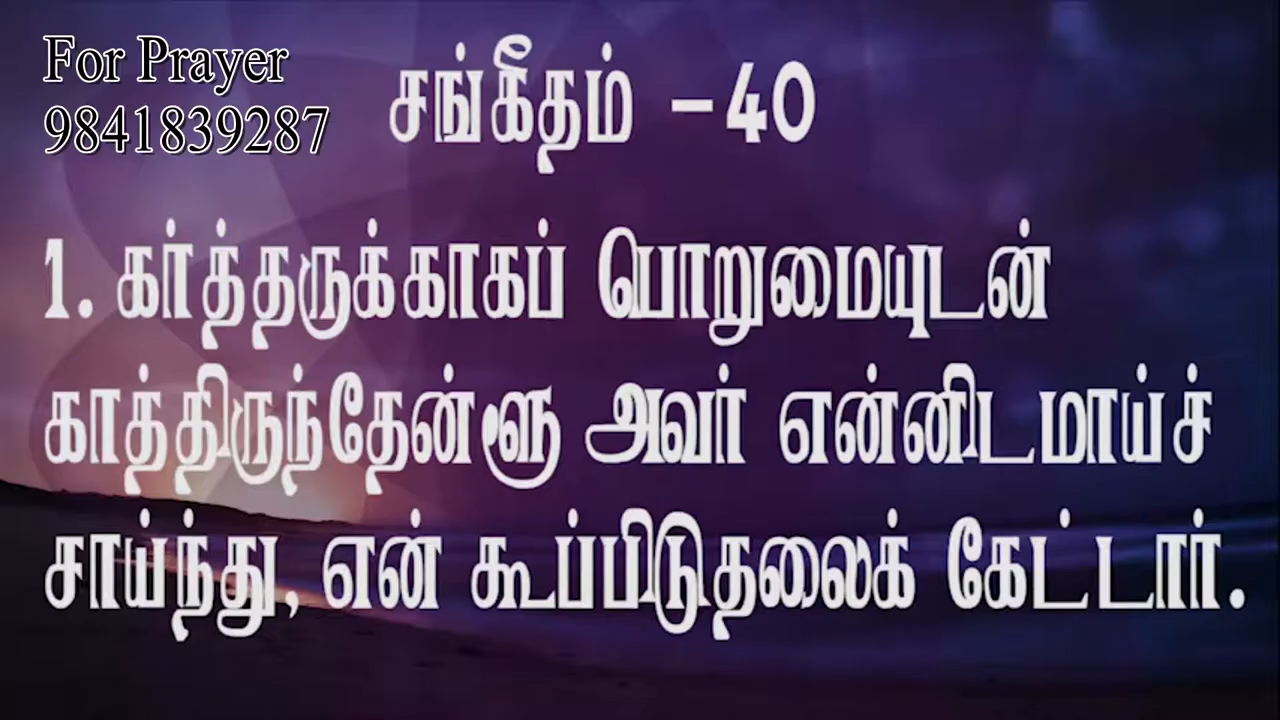 For Prayer
9841839287
சங்கீதம் -40
1. கர்த்தருக்காகப் பொறுமையுடன்
காத்திருந்தேன்ளூ அவர் என்னிடமாய்ச்
சாய்ந்து, என் கூப்பிடுதலைக் கேட்டார்.